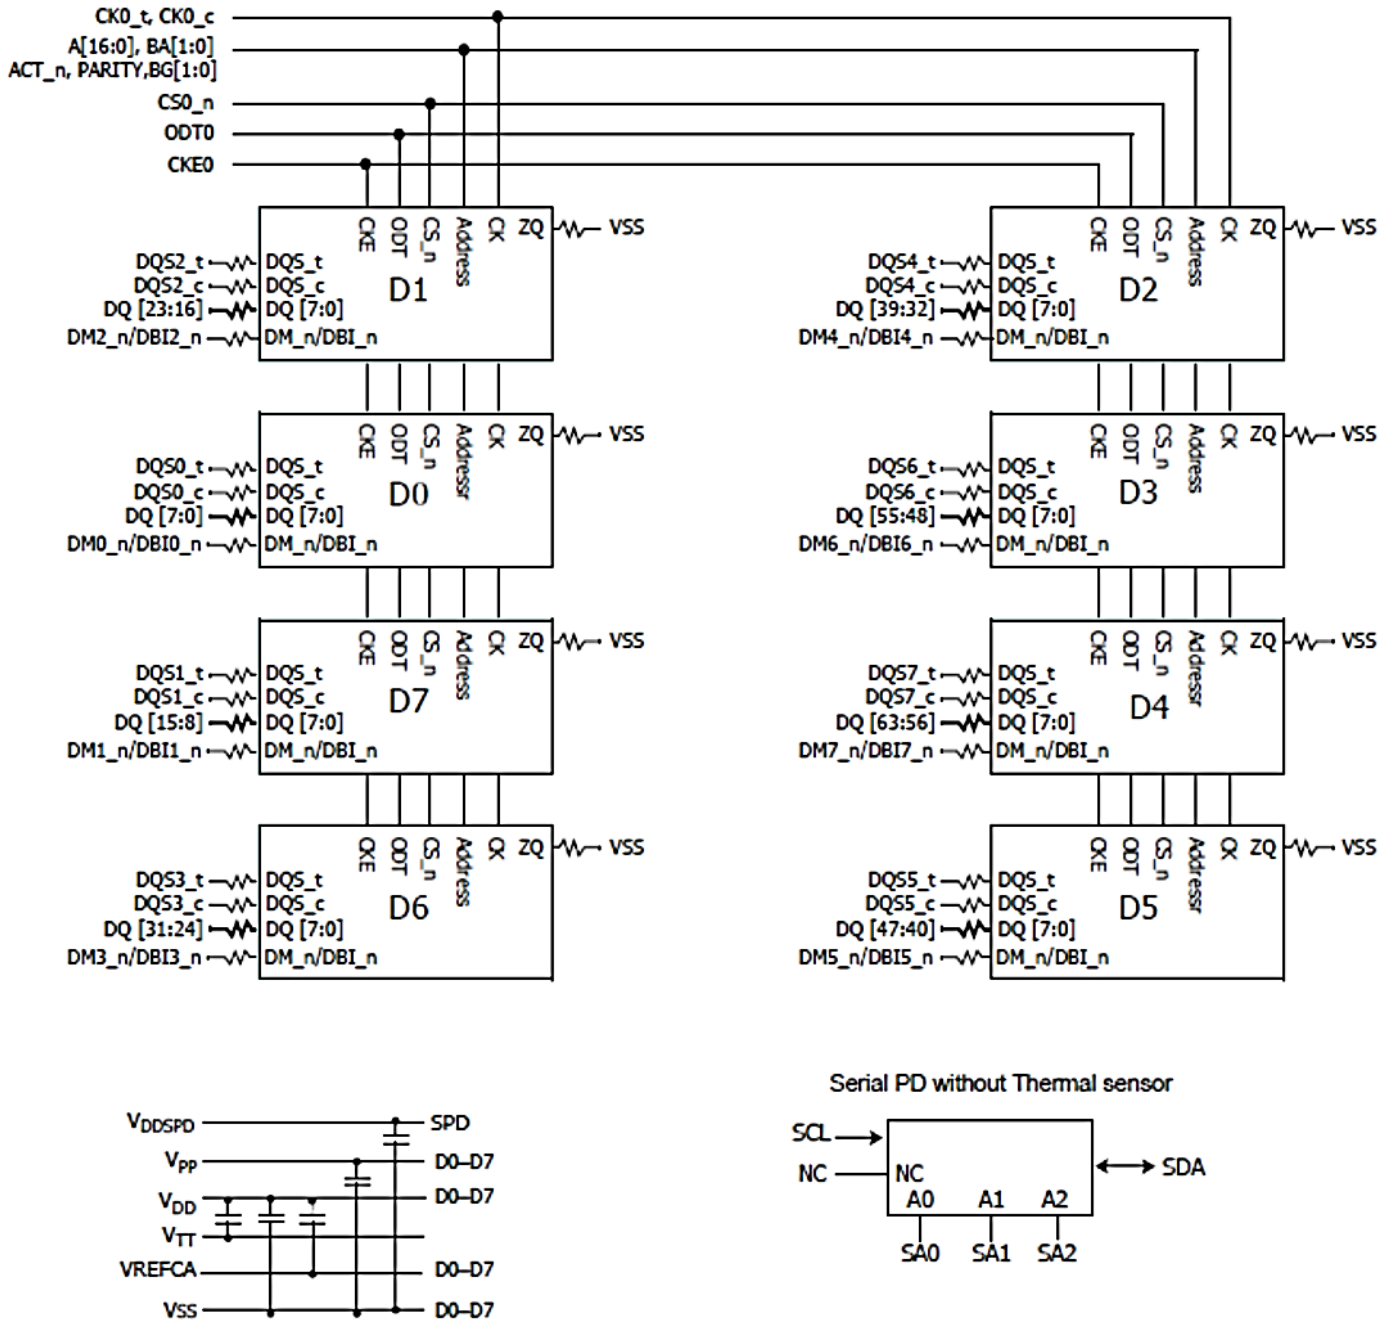 CK0_t, CK0_c
A[16:0], BA[1:0]
ACT_n, PARITY,BG[1:0]
CS0_n
ODT0
CKE0
CKE
ODT
CS_n
Address
CK
ZQ
VSS
DQS2_t
DQS_t
DQS2_c
DQS_c
DQ [23:16]
DQ [7:0]
DM2_n/DBI2_n
DM_n/DBI_n
D1
CKE
ODT
CS_n
Address
CK
ZQ
VSS
DQS4_t
DQS_t
DQS4_c
DQS_c
DQ [39:32]
DQ [7:0]
DM4_n/DBI4_n
DM_n/DBI_n
D2
CKE
ODT
CS_n
Addressr
CK
ZQ
VSS
DQS0_t
DQS_t
DQS0_c
DQS_c
DQ [7:0]
DQ [7:0]
DM0_n/DBI0_n
DM_n/DBI_n
D0
CKE
ODT
CS_n
Address
CK
ZQ
VSS
DQS6_t
DQS_t
DQS6_c
DQS_c
DQ [55:48]
DQ [7:0]
DM6_n/DBI6_n
DM_n/DBI_n
D3
CKE
ODT
CS_n
Address
CK
ZQ
VSS
DQS1_t
DQS_t
DQS1_c
DQS_c
DQ [15:8]
DQ [7:0]
DM1_n/DBI1_n
DM_n/DBI_n
D7
CKE
ODT
CS_n
Addressr
CK
ZQ
VSS
DQS7_t
DQS_t
DQS7_c
DQS_c
DQ [63:56]
DQ [7:0]
DM7_n/DBI7_n
DM_n/DBI_n
D4
CKE
ODT
CS_n
Address
CK
ZQ
VSS
DQS3_t
DQS_t
DQS3_c
DQS_c
DQ [31:24]
DQ [7:0]
DM3_n/DBI3_n
DM_n/DBI_n
D6
CKE
ODT
CS_n
Addressr
CK
ZQ
VSS
DQS5_t
DQS_t
DQS5_c
DQS_c
DQ [47:40]
DQ [7:0]
DM5_n/DBI5_n
DM_n/DBI_n
D5
VDDSPD
SPD
VPP
D0–D7
VDD
D0–D7
VTT
VREFCA
D0–D7
VSS
D0–D7
Serial PD without Thermal sensor
SCL
NC
NC
SDA
A0
A1
A2
SA0
SA1
SA2